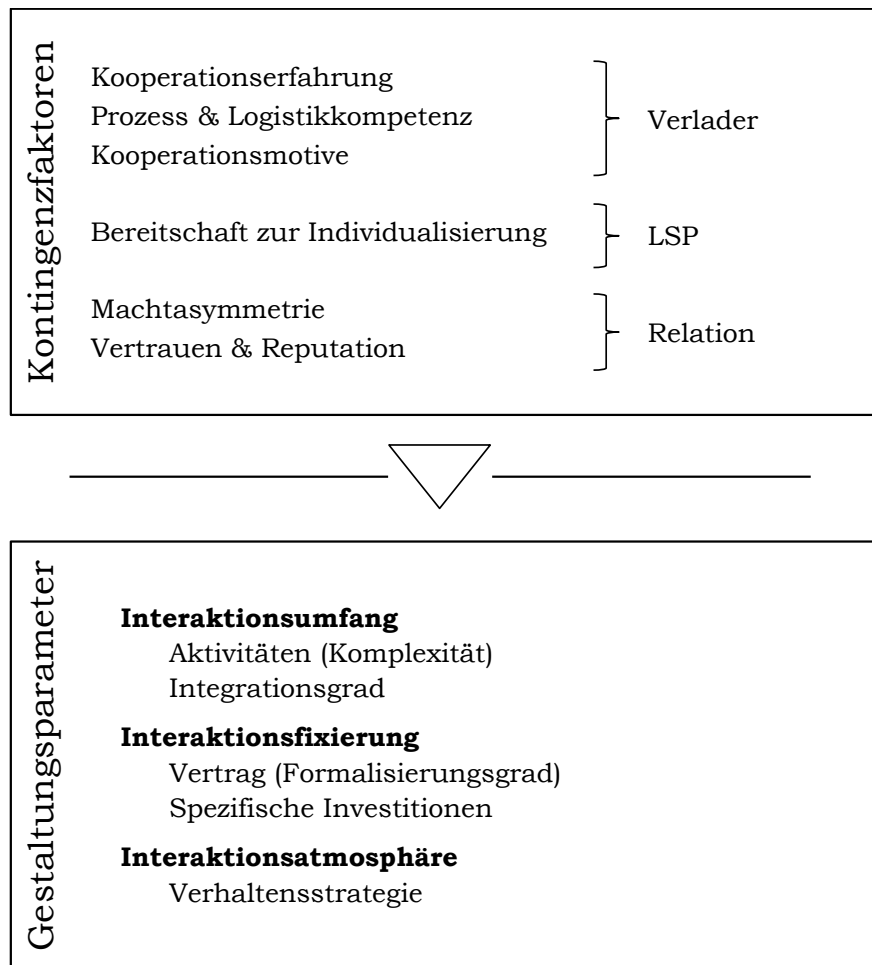 Kontingenzfaktoren
Kooperationserfahrung
Prozess & Logistikkompetenz
Kooperationsmotive
Verlader
Bereitschaft zur Individualisierung
LSP
Machtasymmetrie
Vertrauen & Reputation
Relation
Gestaltungsparameter
Interaktionsumfang
Aktivitäten (Komplexität)
Integrationsgrad
Interaktionsfixierung
Vertrag (Formalisierungsgrad)
Spezifische Investitionen
Interaktionsatmosphäre
Verhaltensstrategie